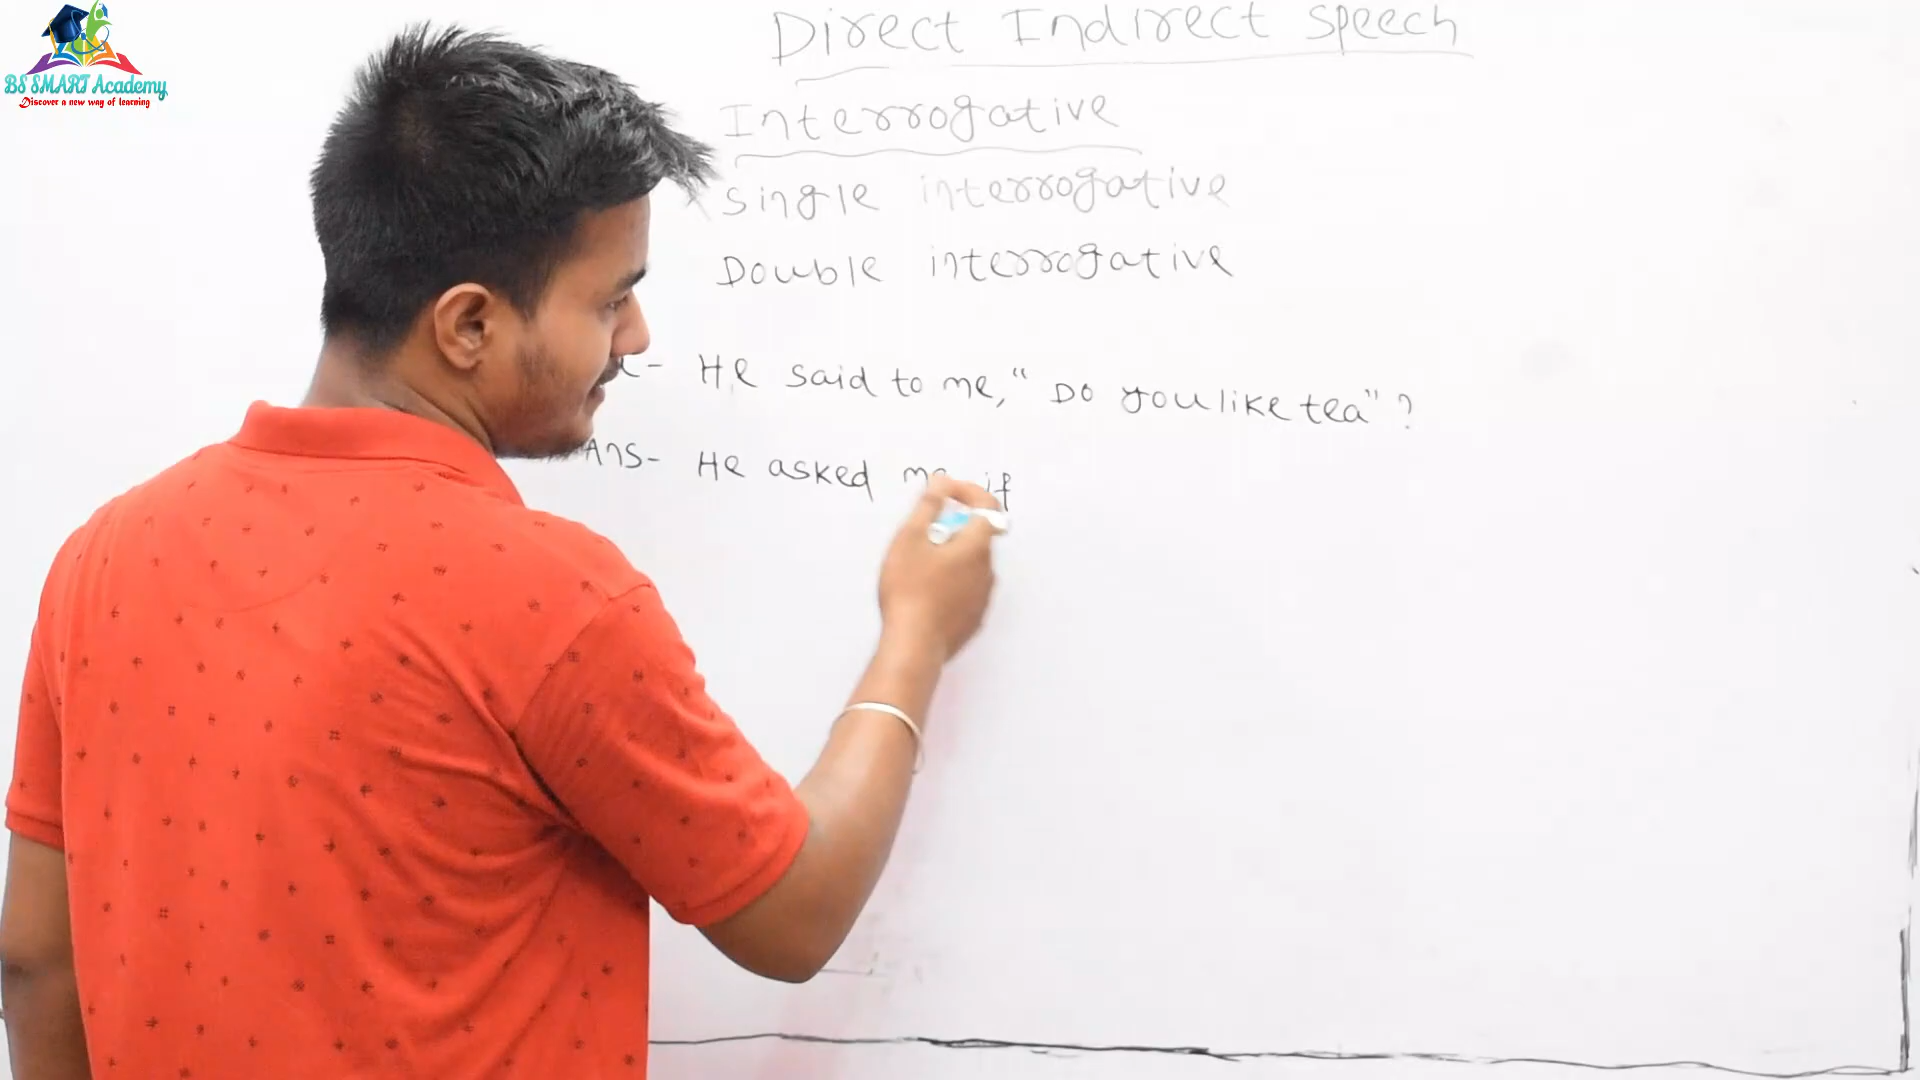 BS SMART Academy
Discover a new way of learning
Direct Indirect speech
Interrogative
single interrogative
Double interrogative
He said to me, " Do you like tea" ?
Ans- He asked me if